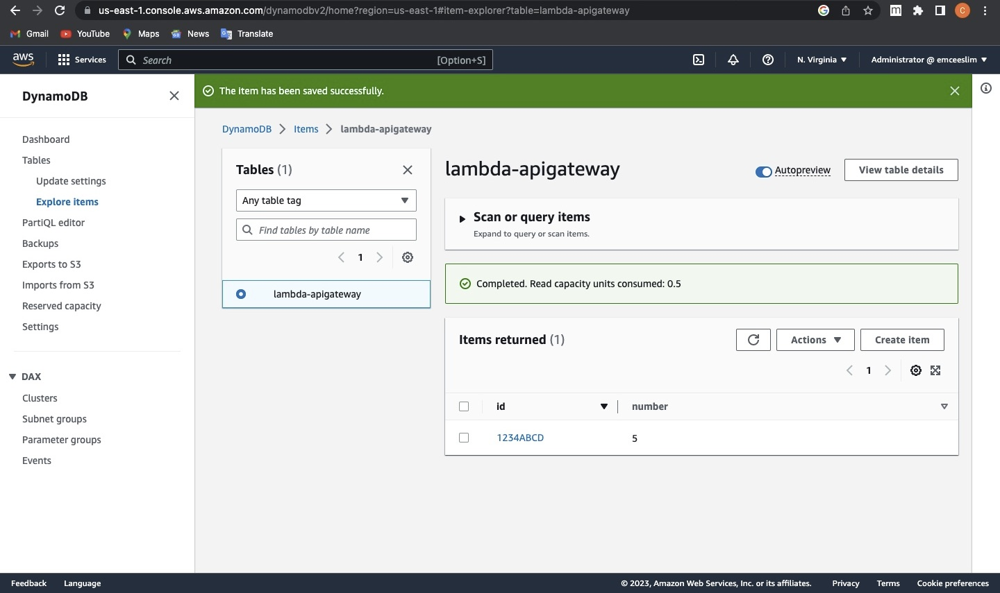 us-east-1.console.aws.amazon.com/dynamodbv2/home?region=us-east-1#item-explorer?table=lambda-apigateway
Gmail YouTube Maps News Translate
aws Services Search [Option+S] N. Virginia ▼ Administrator @ emceeslim ▼
DynamoDB
The item has been saved successfully.
Dashboard
Tables
Update settings
Explore items
PartiQL editor
Backups
Exports to S3
Imports from S3
Reserved capacity
Settings
DAX
Clusters
Subnet groups
Parameter groups
Events
DynamoDB > Items > lambda-apigateway
Tables (1)
Any table tag
Find tables by table name
1
lambda-apigateway
lambda-apigateway
Autopreview View table details
Scan or query items
Expand to query or scan items.
Completed. Read capacity units consumed: 0.5
Items returned (1)
Actions Create item
1
id number
1234ABCD 5
Feedback Language © 2023, Amazon Web Services, Inc. or its affiliates. Privacy Terms Cookie preferences